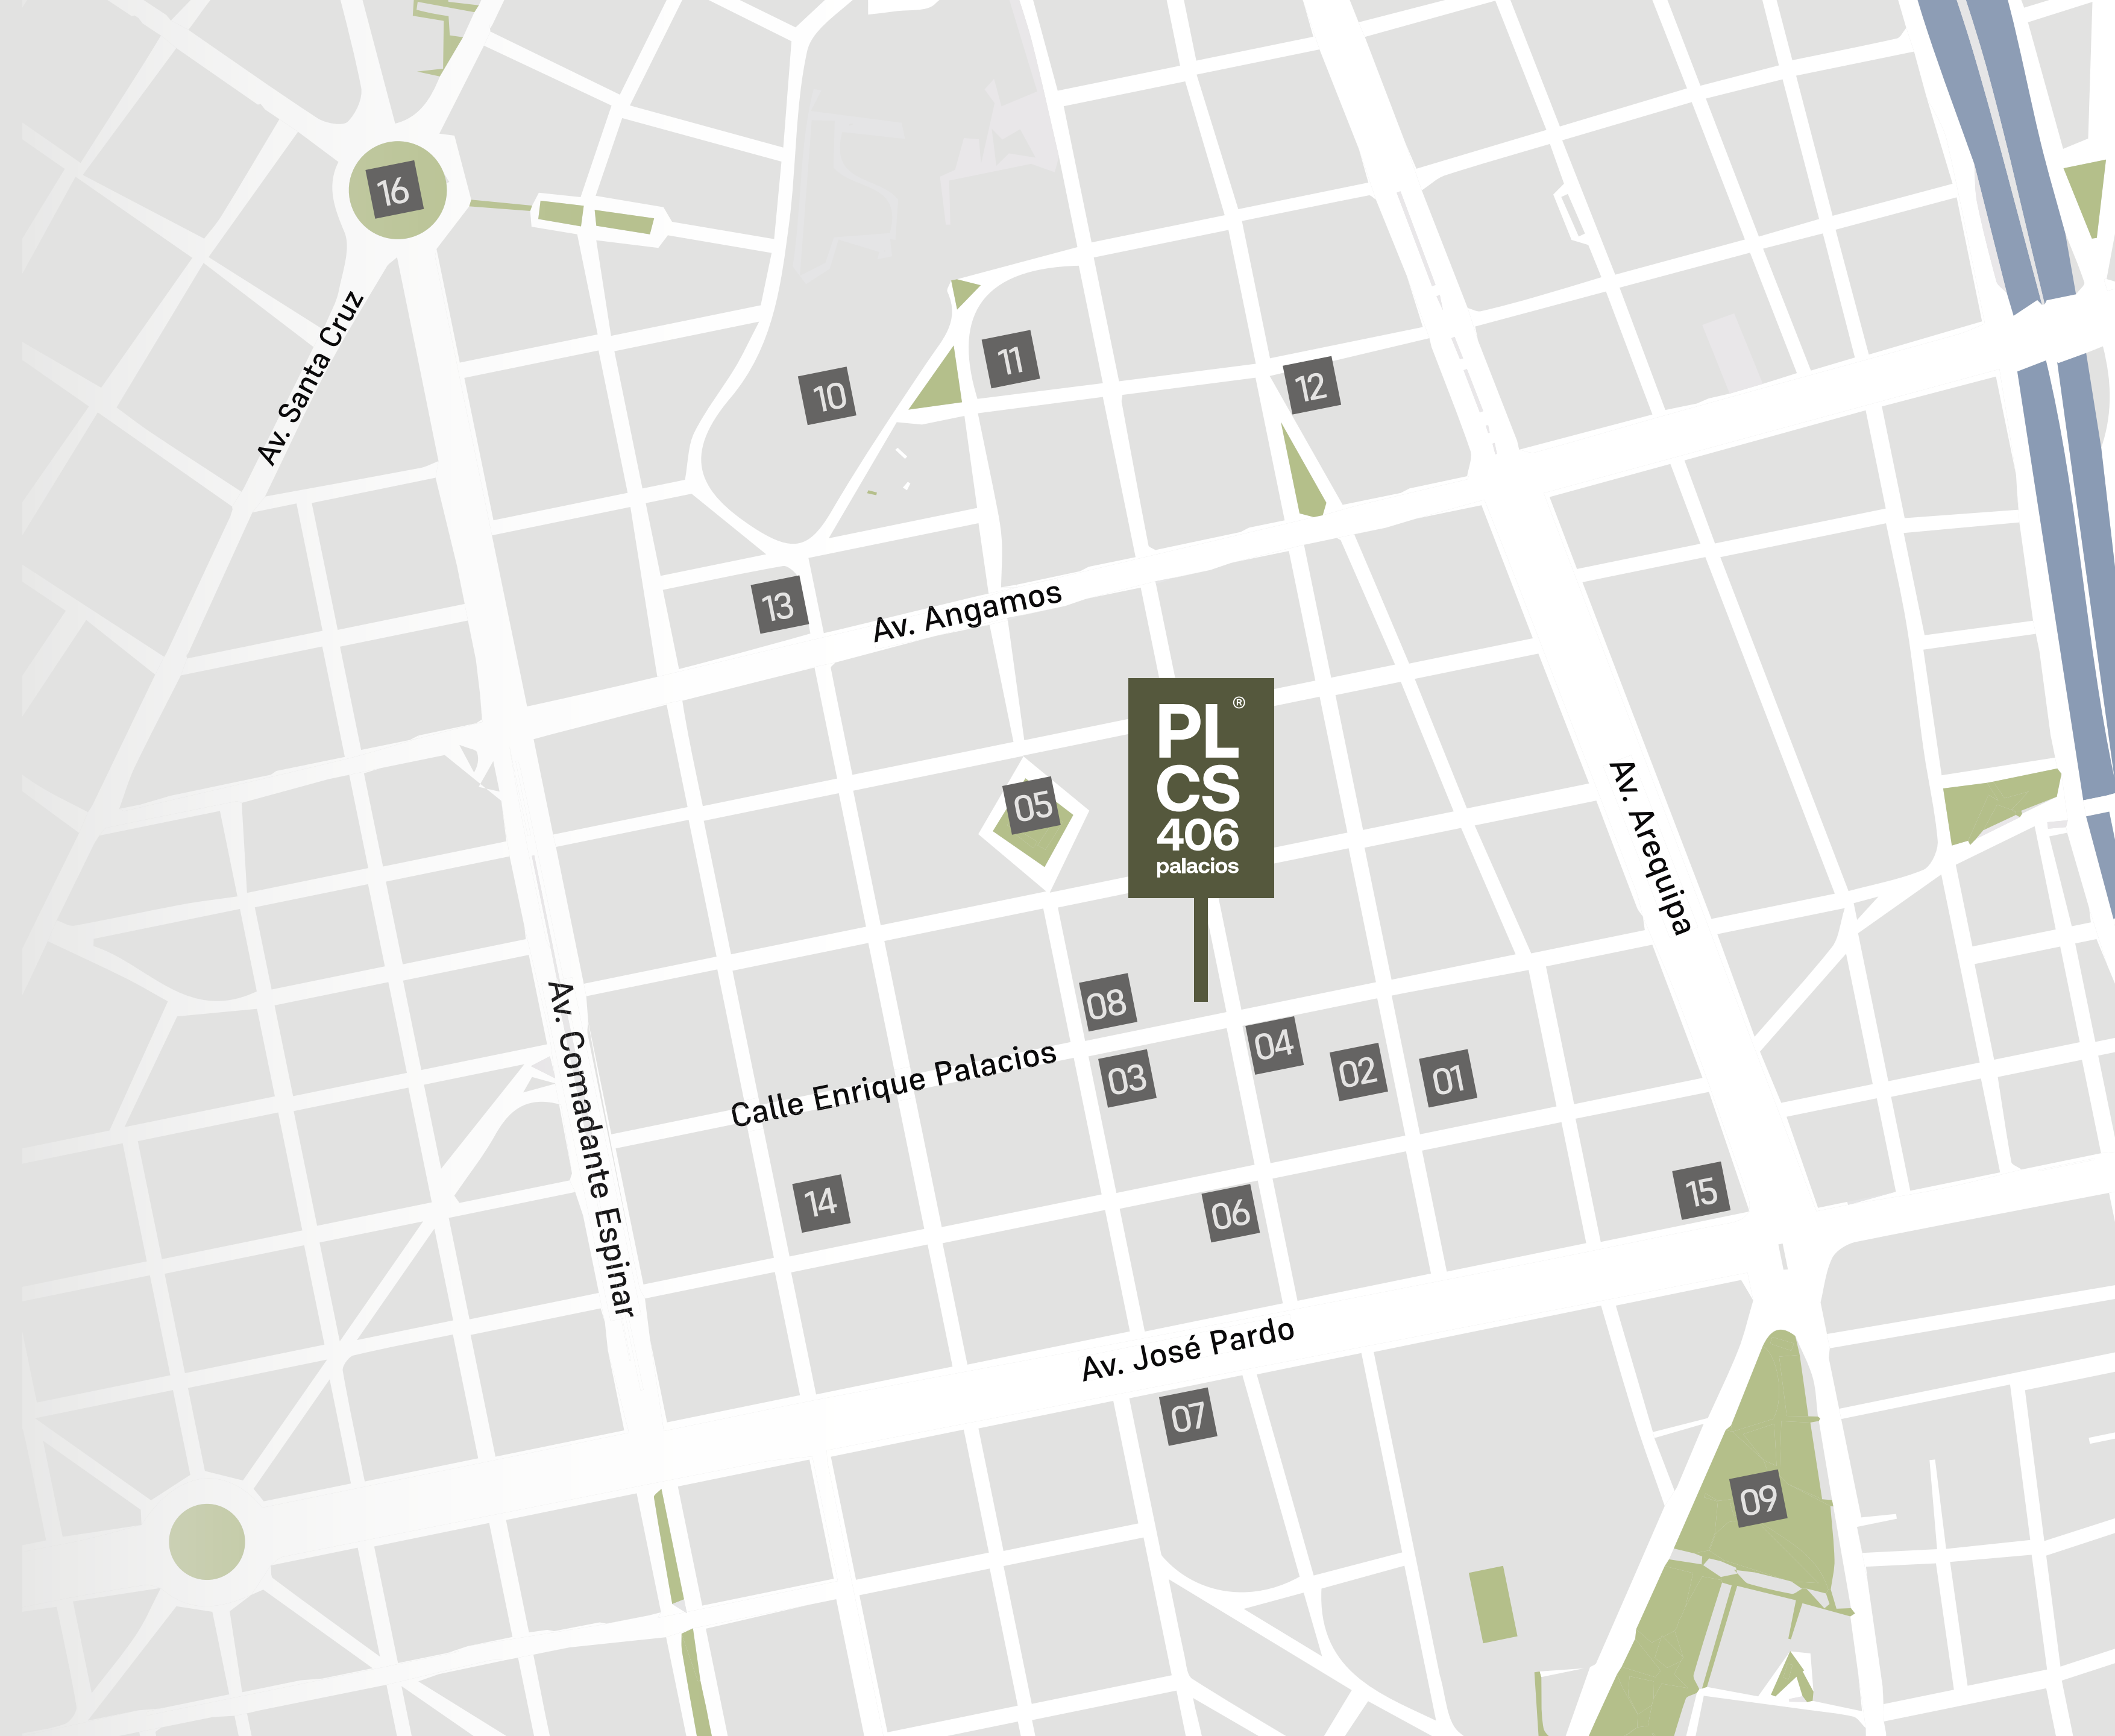 16
Av. Santa Cruz
10
11
12
13
Av. Angamos
PL®
CS
406
palacios
05
Av. Arequipa
08
Calle Enrique Palacios
03
04
02
01
Av. Comadante Espinar
14
06
15
Av. José Pardo
07
09